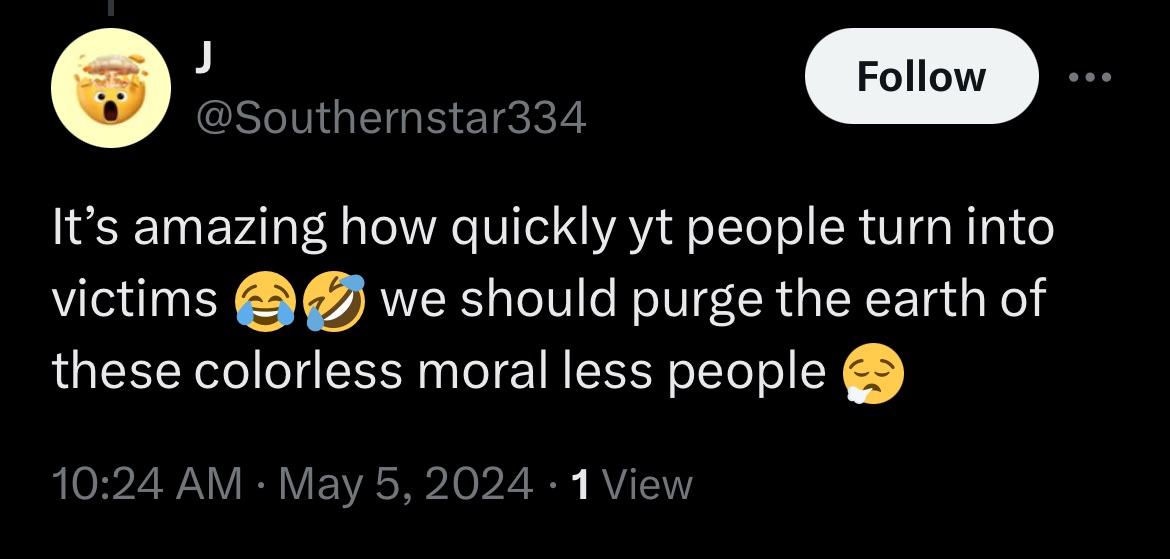 J
@Southernstar334
Follow
It’s amazing how quickly yt people turn into
victims 😂🤣 we should purge the earth of
these colorless moral less people 😮‍💨
10:24 AM · May 5, 2024 · 1 View